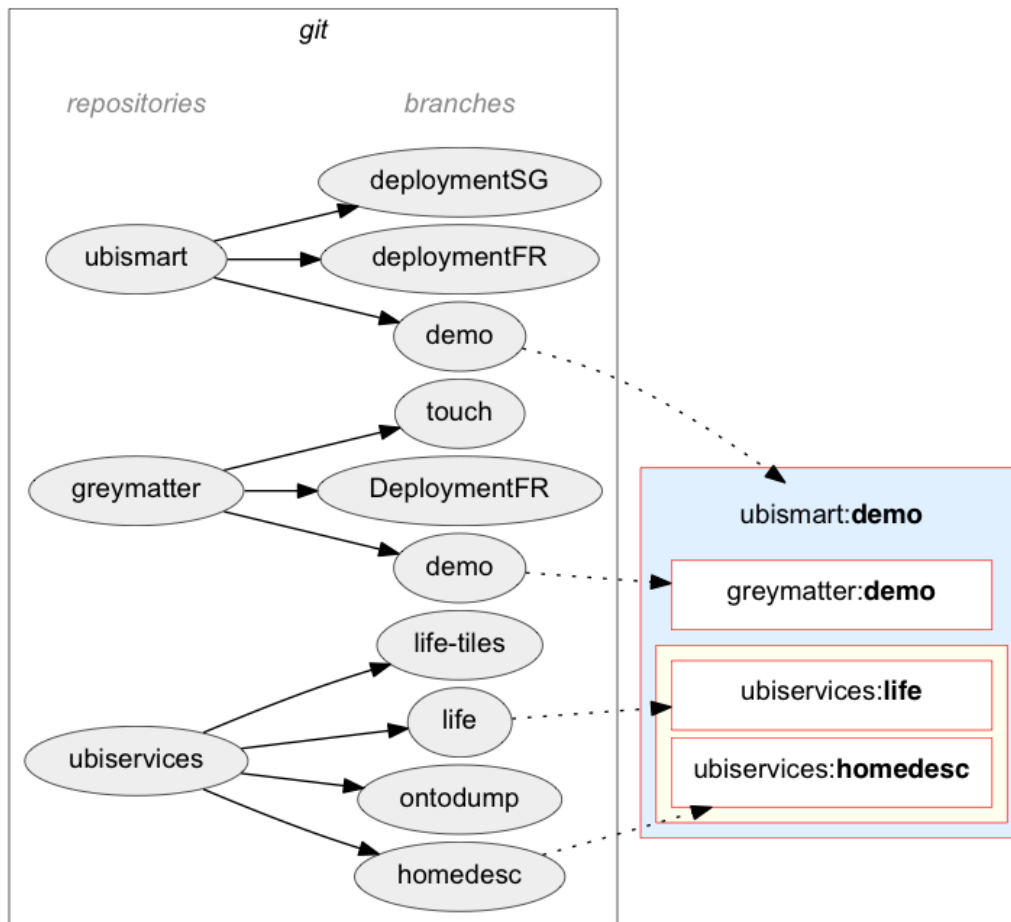 git
repositories
branches
deploymentSG
ubismart
deploymentFR
demo
touch
greymatter
DeploymentFR
demo
life-tiles
life
ubiservices
ontodump
homedesc
ubismart:demo
greymatter:demo
ubiservices:life
ubiservices:homedesc